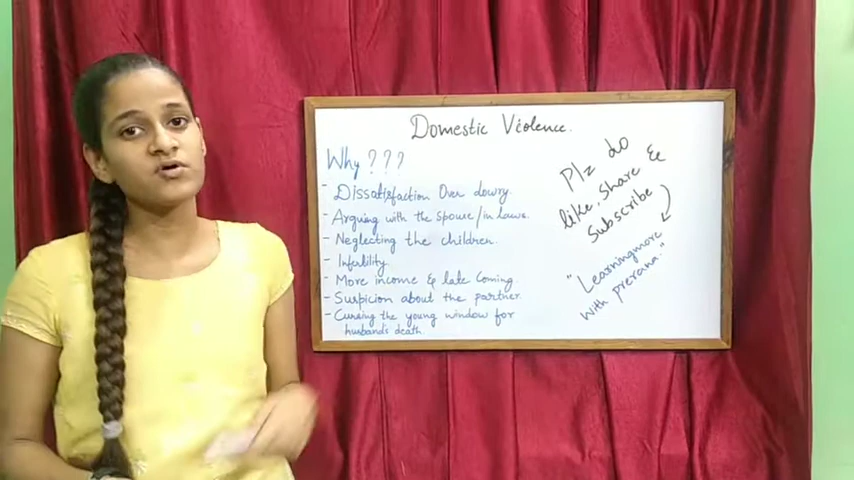 Domestic Violence.
Why ???
- Dissatisfaction Over dowry.
- Arguing with the spouse/in laws.
- Neglecting the children.
- Infertility.
- More income & late coming.
- Suspicion about the partner.
- Cursing the young window for
husband's death.
Plz do
like, share &
subscribe
"Learningmore
with prerana."